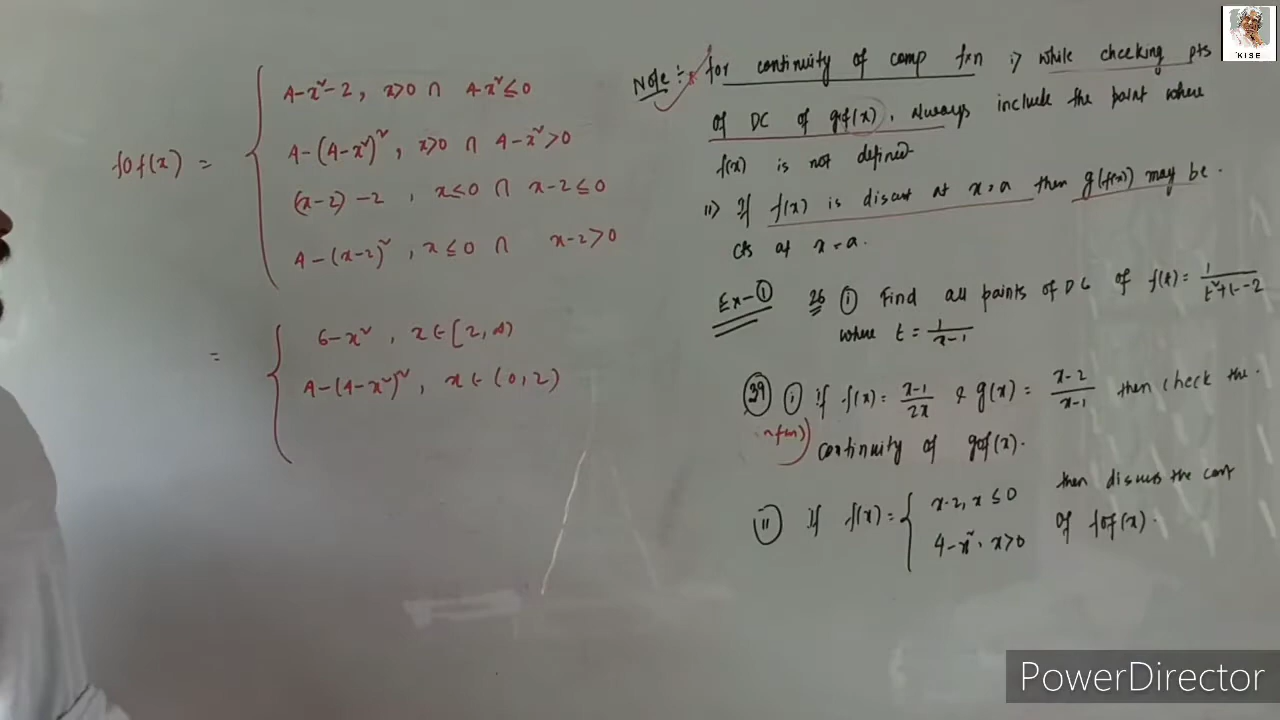 fof(x) =
4-x²-2, x>0 ∩ 4-x²≤0
4-(4-x²)², x>0 ∩ 4-x²>0
(x-2)-2, x≤0 ∩ x-2≤0
4-(x-2)², x≤0 ∩ x-2>0
=
6-x², x∈[2,∞)
4-(4-x²)², x∈(0,2)
Note:- for continuity of comp fxn i) while checking pts
of DC of gof(x), always include the point where
f(x) is not defined
ii) If f(x) is discont at x=a then g(f(x)) may be
cts at x=a.
Ex-① 26 ① Find all points of DC of f(t) = 1/(t²+t-2)
where t = 1/(x-1)
39 i) if f(x) = (x-1)/2x & g(x) = (x-2)/(x-1) then check the
continuity of gof(x).
ii) If f(x) = { x-2, x≤0 then discuss the cont
4-x², x>0 of fof(x).
KISE
PowerDirector